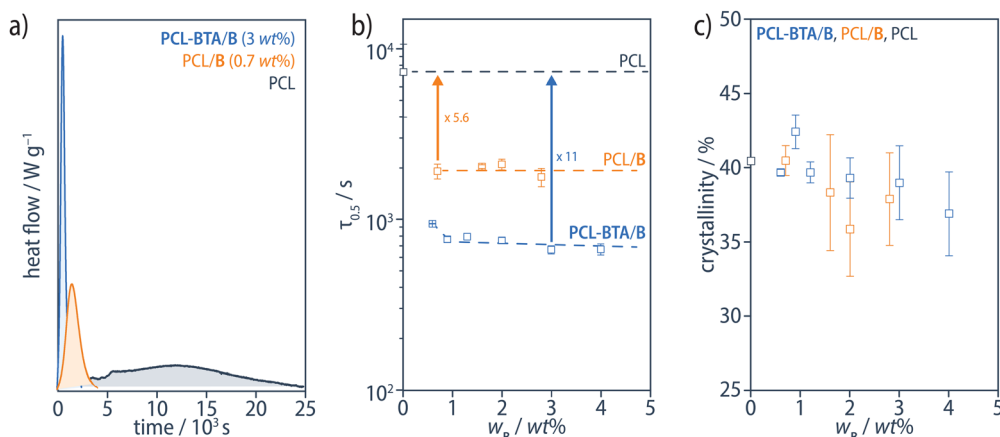 a)
PCL-BTA/B (3 wt%)
PCL/B (0.7 wt%)
PCL
heat flow / W g⁻¹
0 5 10 15 20 25
time / 10³ s
b)
10⁴
10³
10²
τ₀.₅ / s
PCL
x 5.6
x 11
PCL/B
PCL-BTA/B
0 1 2 3 4 5
w_B / wt%
c)
PCL-BTA/B, PCL/B, PCL
50
45
40
35
30
25
crystallinity / %
0 1 2 3 4 5
w_B / wt%